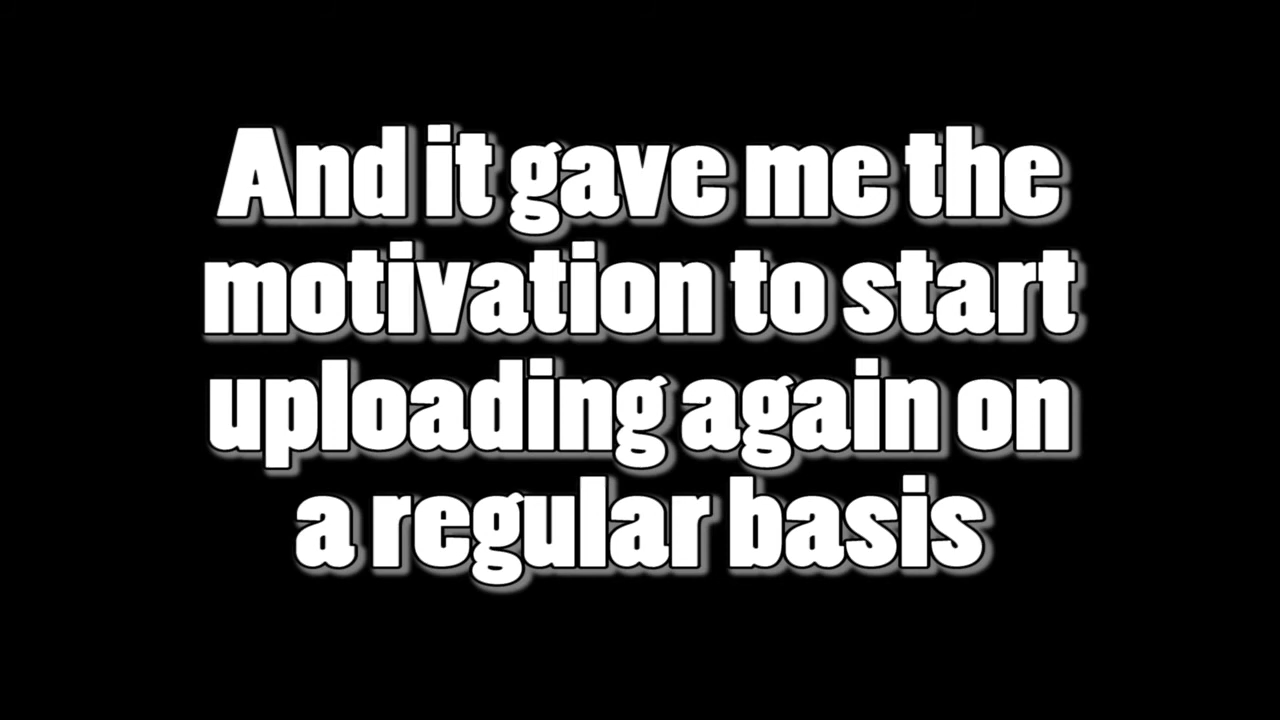 And it gave me the
motivation to start
uploading again on
a regular basis